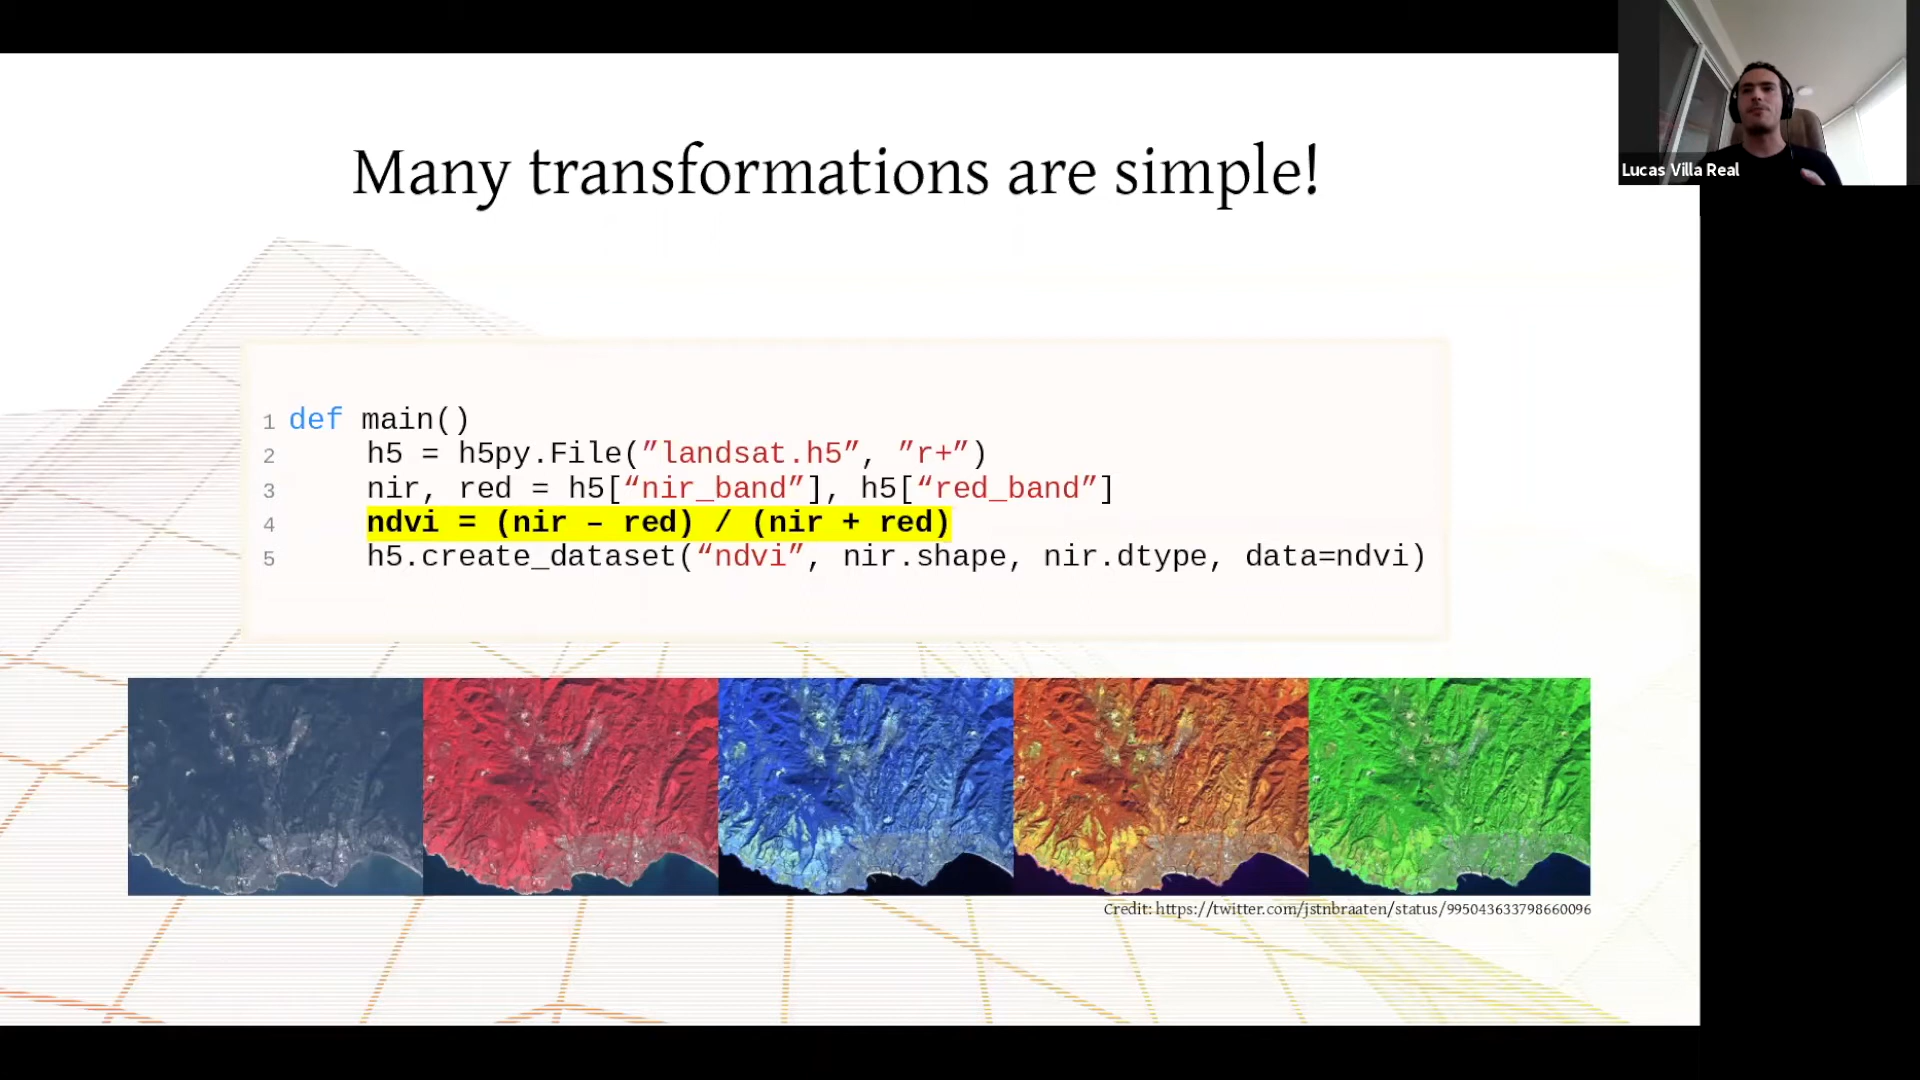 Many transformations are simple!
Lucas Villa Real
1 def main()
2 h5 = h5py.File(”landsat.h5”, ”r+”)
3 nir, red = h5[“nir_band”], h5[“red_band”]
4 ndvi = (nir – red) / (nir + red)
5 h5.create_dataset(“ndvi”, nir.shape, nir.dtype, data=ndvi)
Credit: https://twitter.com/jstnbraaten/status/995043633798660096